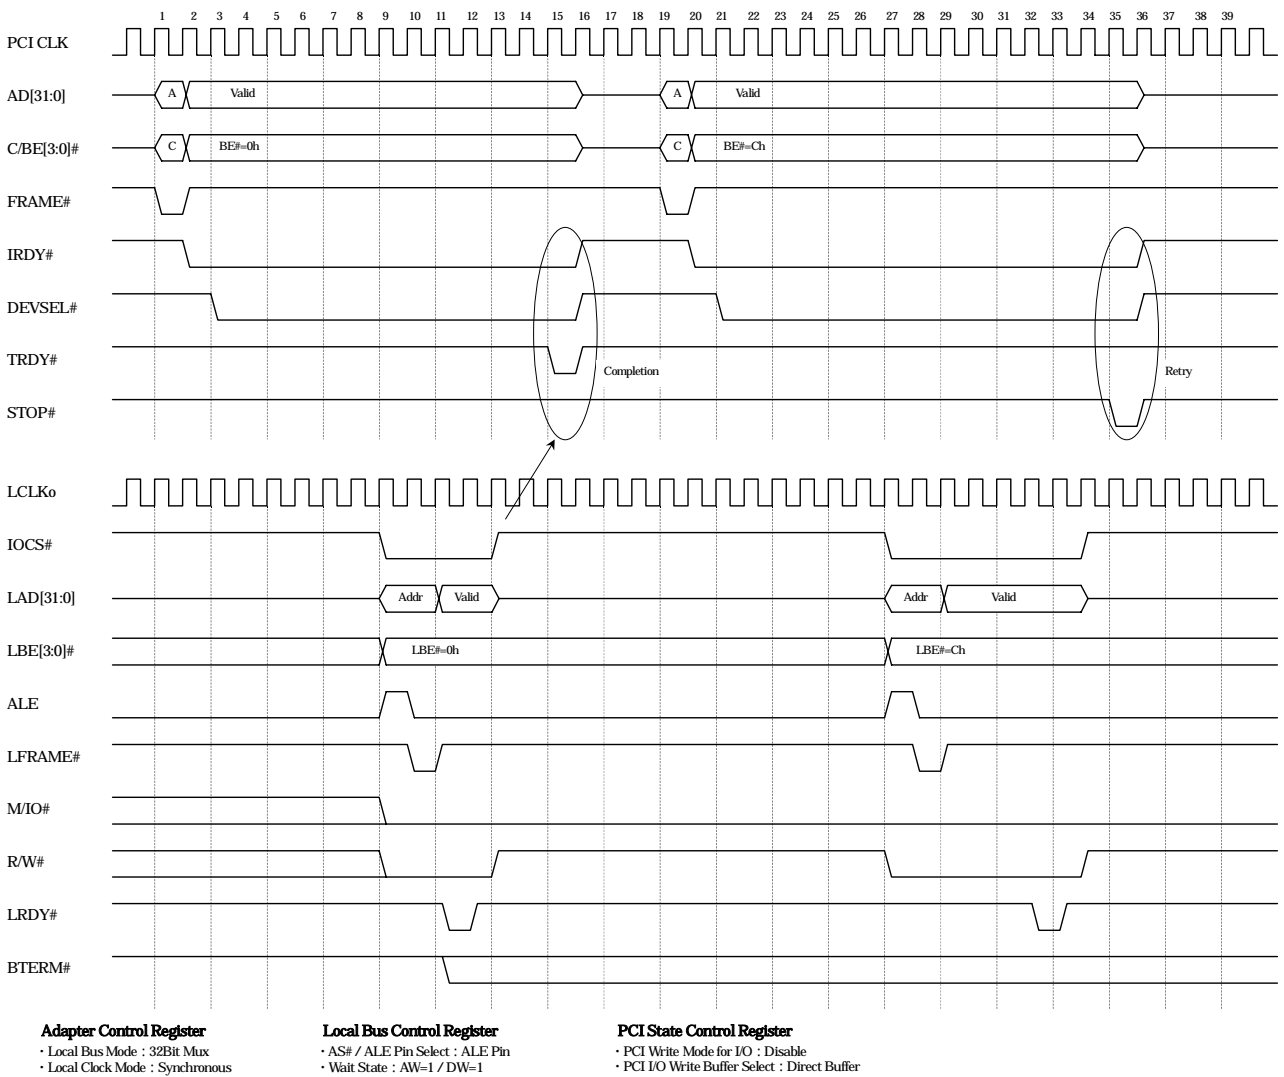 1 2 3 4 5 6 7 8 9 10 11 12 13 14 15 16 17 18 19 20 21 22 23 24 25 26 27 28 29 30 31 32 33 34 35 36 37 38 39
PCI CLK
AD[31:0] A Valid A Valid
C/BE[3:0]# C BE#=0h C BE#=Ch
FRAME#
IRDY#
DEVSEL#
TRDY#
Completion Retry
STOP#
LCLKo
IOCS#
LAD[31:0] Addr Valid Addr Valid
LBE[3:0]# LBE#=0h LBE#=Ch
ALE
LFRAME#
M/IO#
R/W#
LRDY#
BTERM#
Adapter Control Register
・Local Bus Mode : 32Bit Mux
・Local Clock Mode : Synchronous
Local Bus Control Register
・AS# / ALE Pin Select : ALE Pin
・Wait State : AW=1 / DW=1
PCI State Control Register
・PCI Write Mode for I/O : Disable
・PCI I/O Write Buffer Select : Direct Buffer